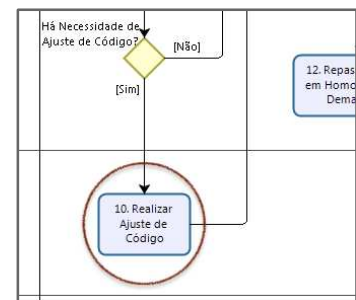 Há Necessidade de
Ajuste de Código?
[Não]
[Sim]
12. Repas
em Homo
Dema
10. Realizar
Ajuste de
Código